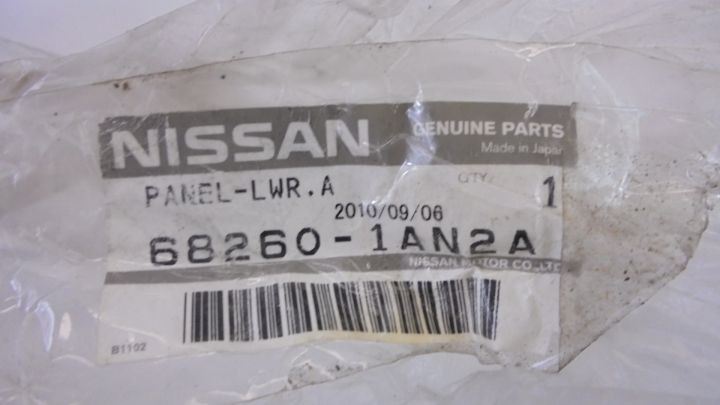 NISSAN GENUINE PARTS
Made in Japan
PANEL-LWR.A QTY 1
2010/09/06
68260-1AN2A
NISSAN MOTOR CO.,LTD
B1102